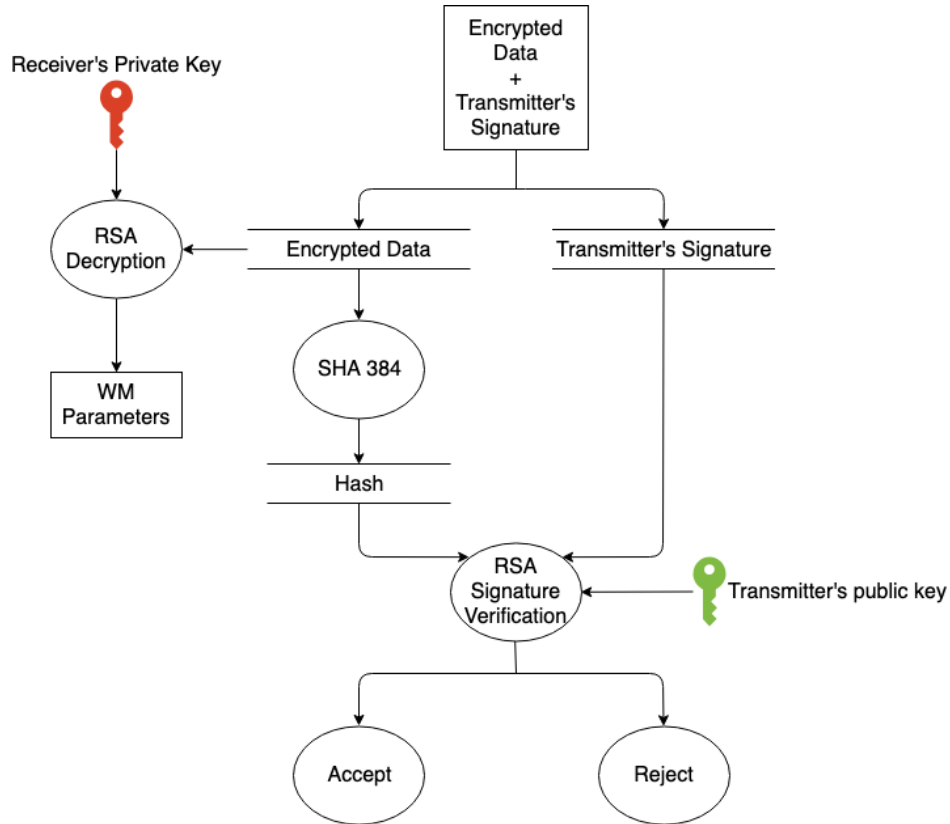 Encrypted
Data
+
Transmitter's
Signature
Receiver's Private Key
RSA
Decryption
Encrypted Data
Transmitter's Signature
SHA 384
WM
Parameters
Hash
RSA
Signature
Verification
Transmitter's public key
Accept
Reject